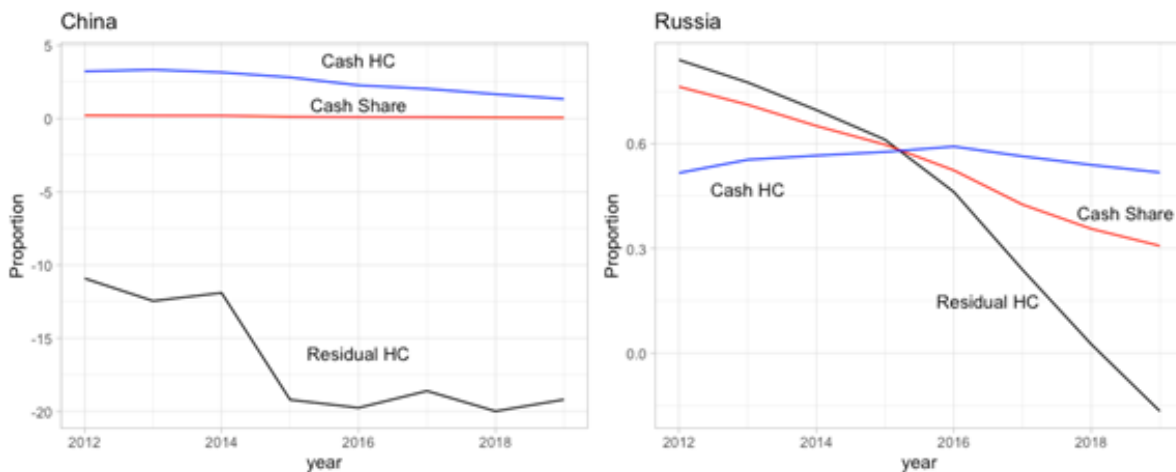 China
5
0
-5
-10
-15
-20
Proportion
Cash HC
Cash Share
Residual HC
2012
2014
2016
2018
year
Russia
0.6
0.3
0.0
Proportion
Cash HC
Cash Share
Residual HC
2012
2014
2016
2018
year